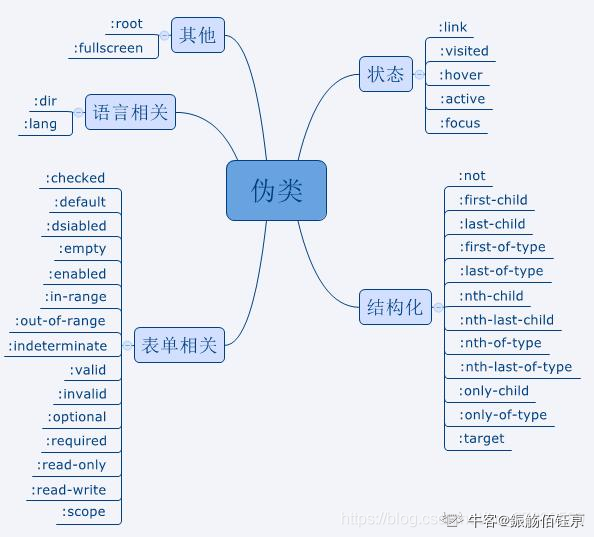 伪类
状态
:link
:visited
:hover
:active
:focus
结构化
:not
:first-child
:last-child
:first-of-type
:last-of-type
:nth-child
:nth-last-child
:nth-of-type
:nth-last-of-type
:only-child
:only-of-type
:target
其他
:root
:fullscreen
语言相关
:dir
:lang
表单相关
:checked
:default
:dsiabled
:empty
:enabled
:in-range
:out-of-range
:indeterminate
:valid
:invalid
:optional
:required
:read-only
:read-write
:scope
https://blog.cs
牛客@